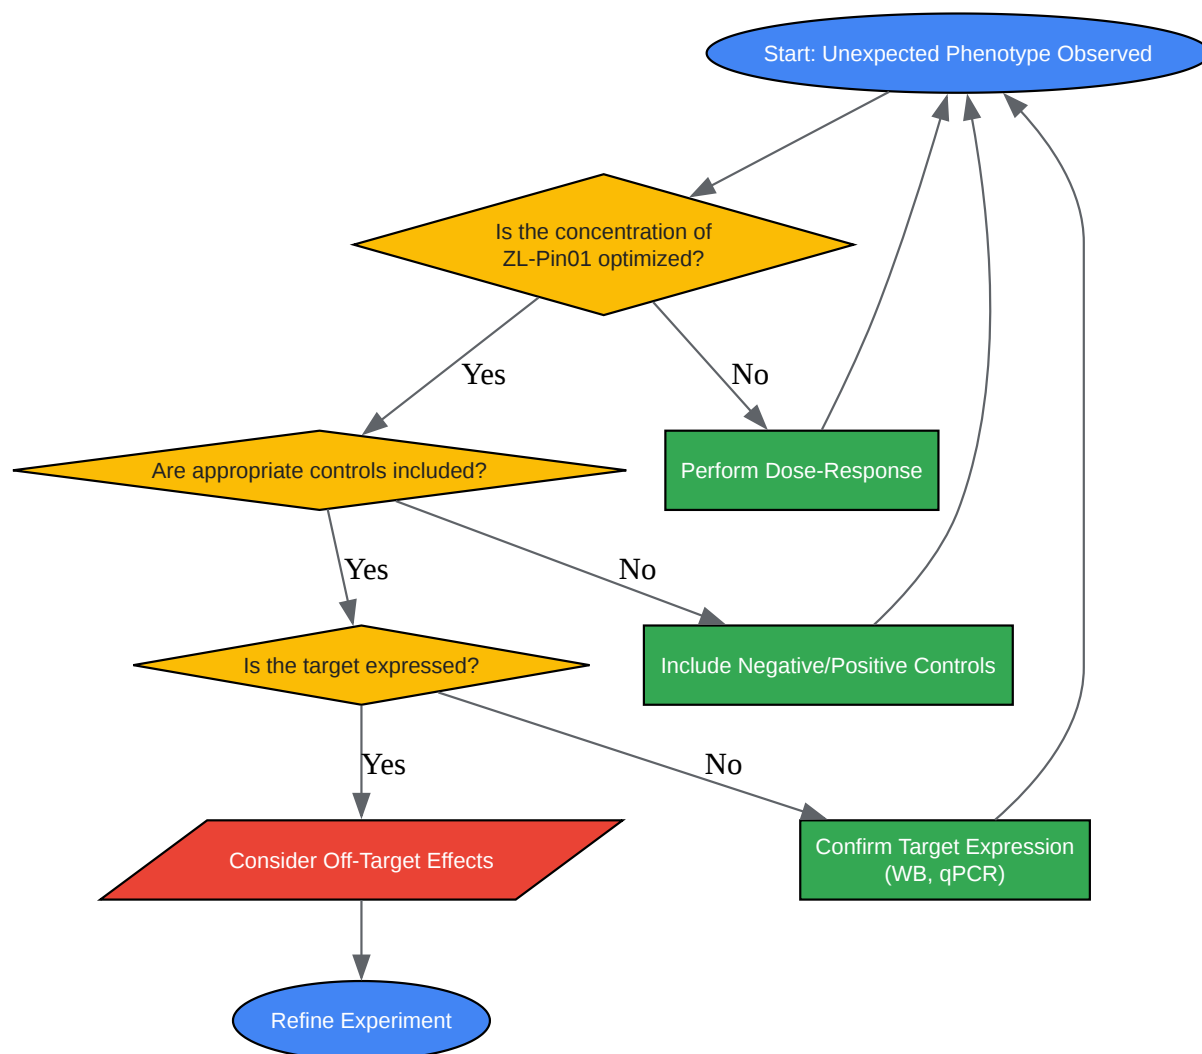 Start: Unexpected Phenotype Observed
Is the concentration of
ZL-Pin01 optimized?
Yes
No
Are appropriate controls included?
Perform Dose-Response
Yes
No
Is the target expressed?
Include Negative/Positive Controls
Yes
No
Consider Off-Target Effects
Confirm Target Expression
(WB, qPCR)
Refine Experiment